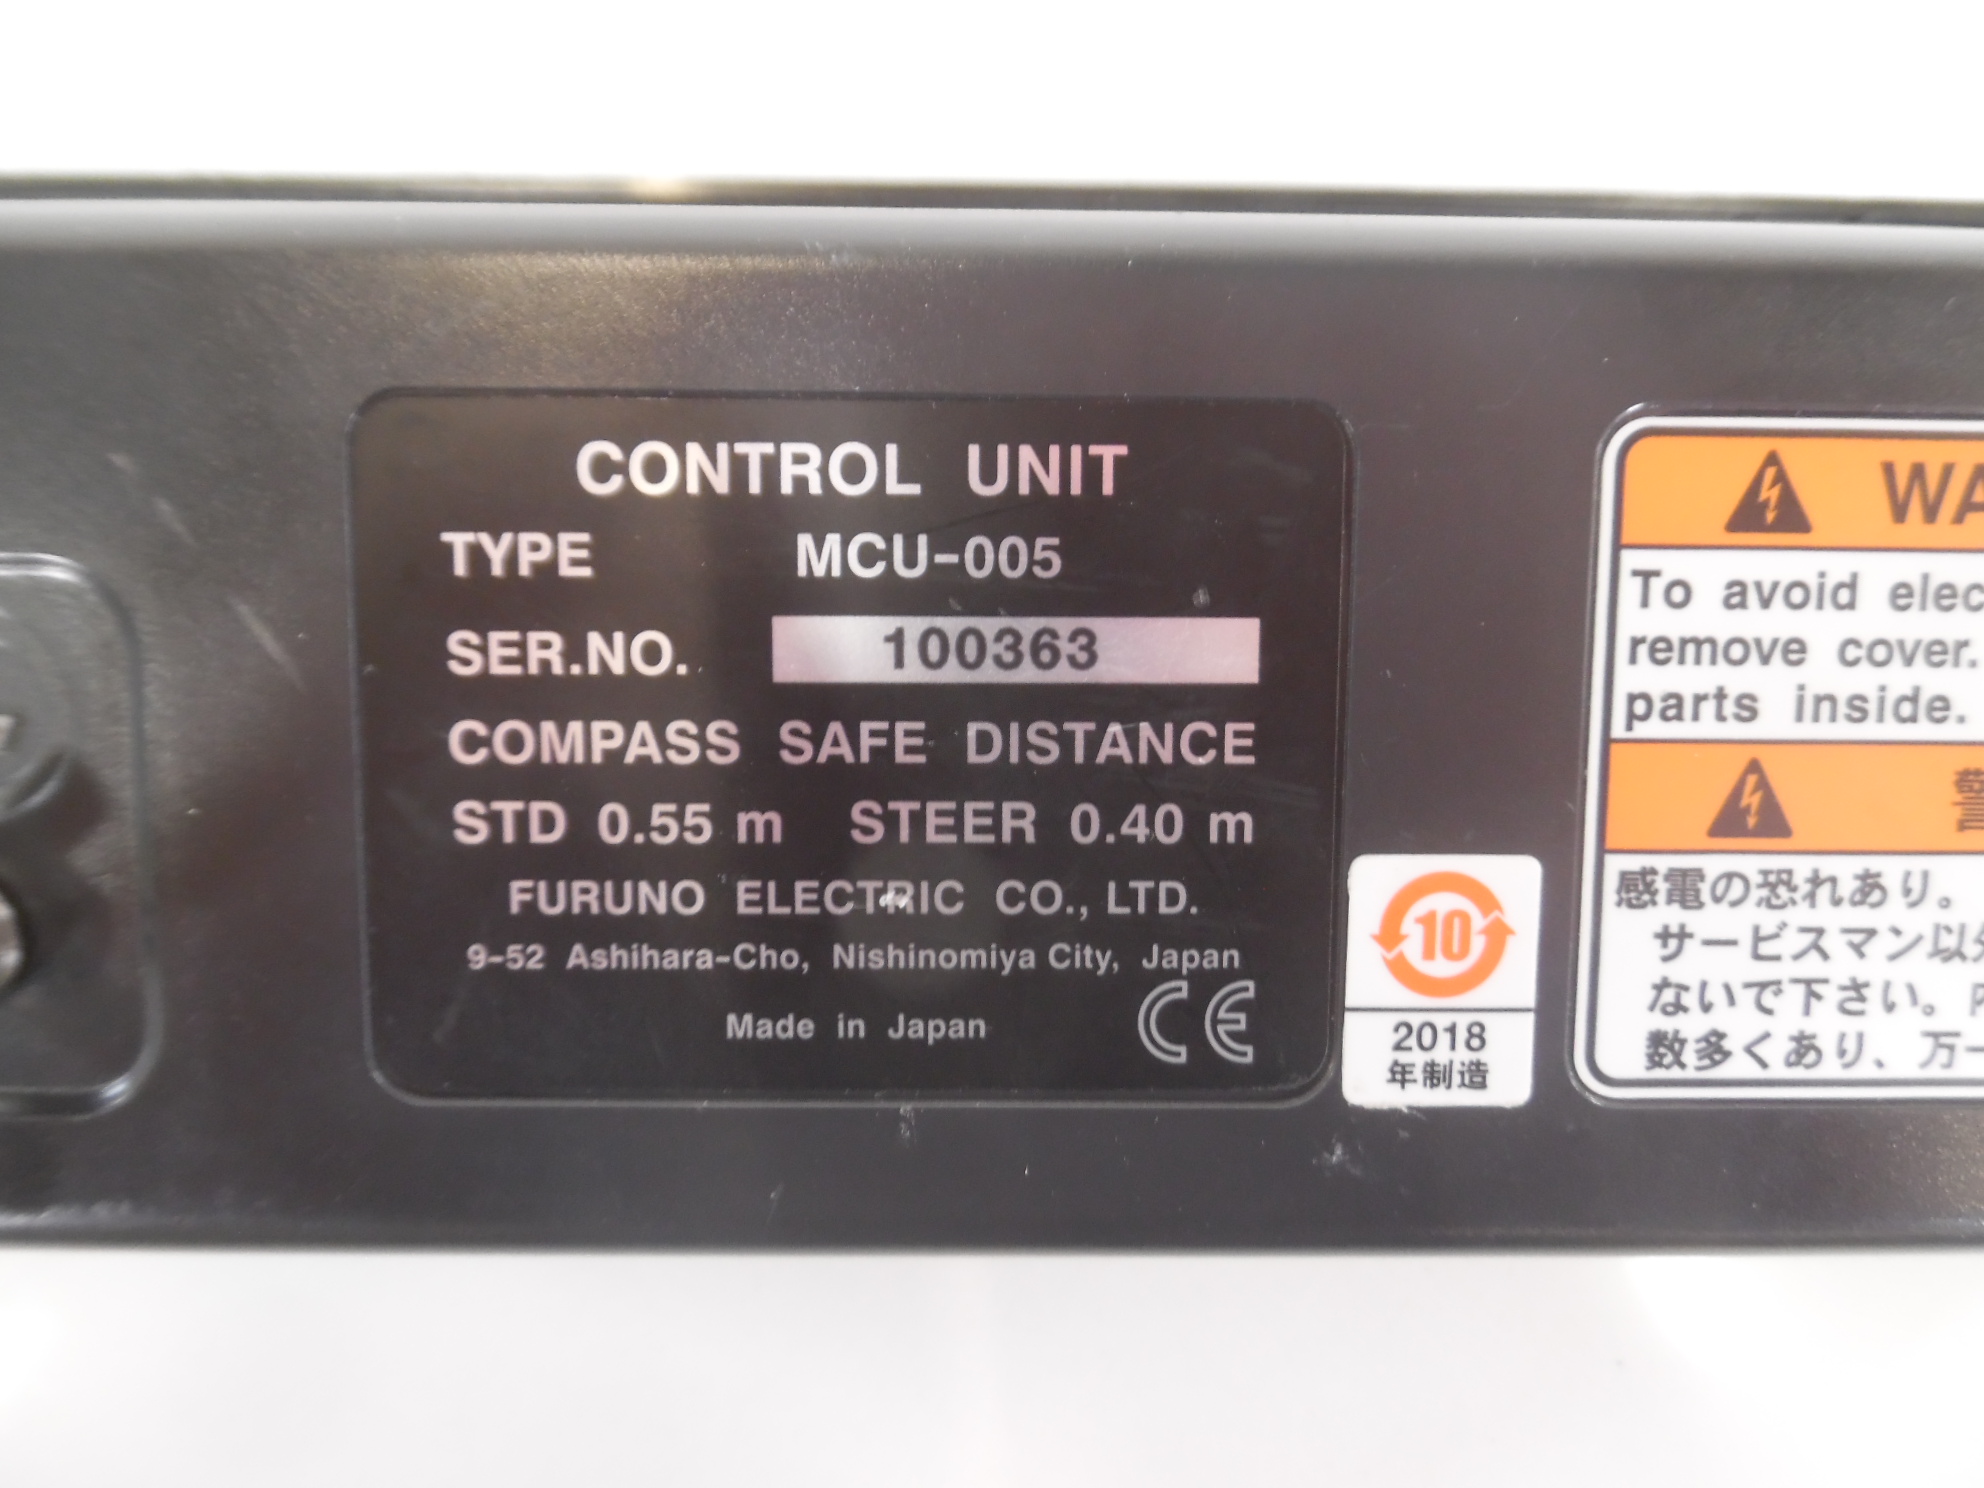 CONTROL UNIT
TYPE MCU-005
SER.NO. 100363
COMPASS SAFE DISTANCE
STD 0.55 m STEER 0.40 m
FURUNO ELECTRIC CO., LTD.
9-52 Ashihara-Cho, Nishinomiya City, Japan
Made in Japan CE
10
2018
年制造
To avoid
remove cover.
parts inside.
感電の恐れあり。
サービスマン以
ないで下さい。
数多くあり、万一